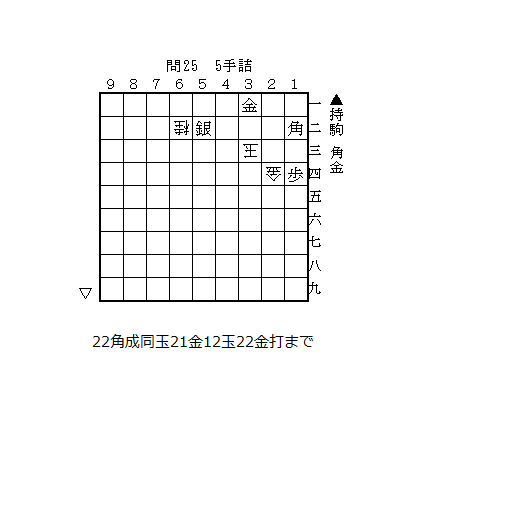 問25 5手詰
9 8 7 6 5 4 3 2 1
金 一
桂 銀 角 二
王 三
金 歩 四
五
六
七
八
九
▲持駒 角金
▽
22角成同玉21金12玉22金打まで